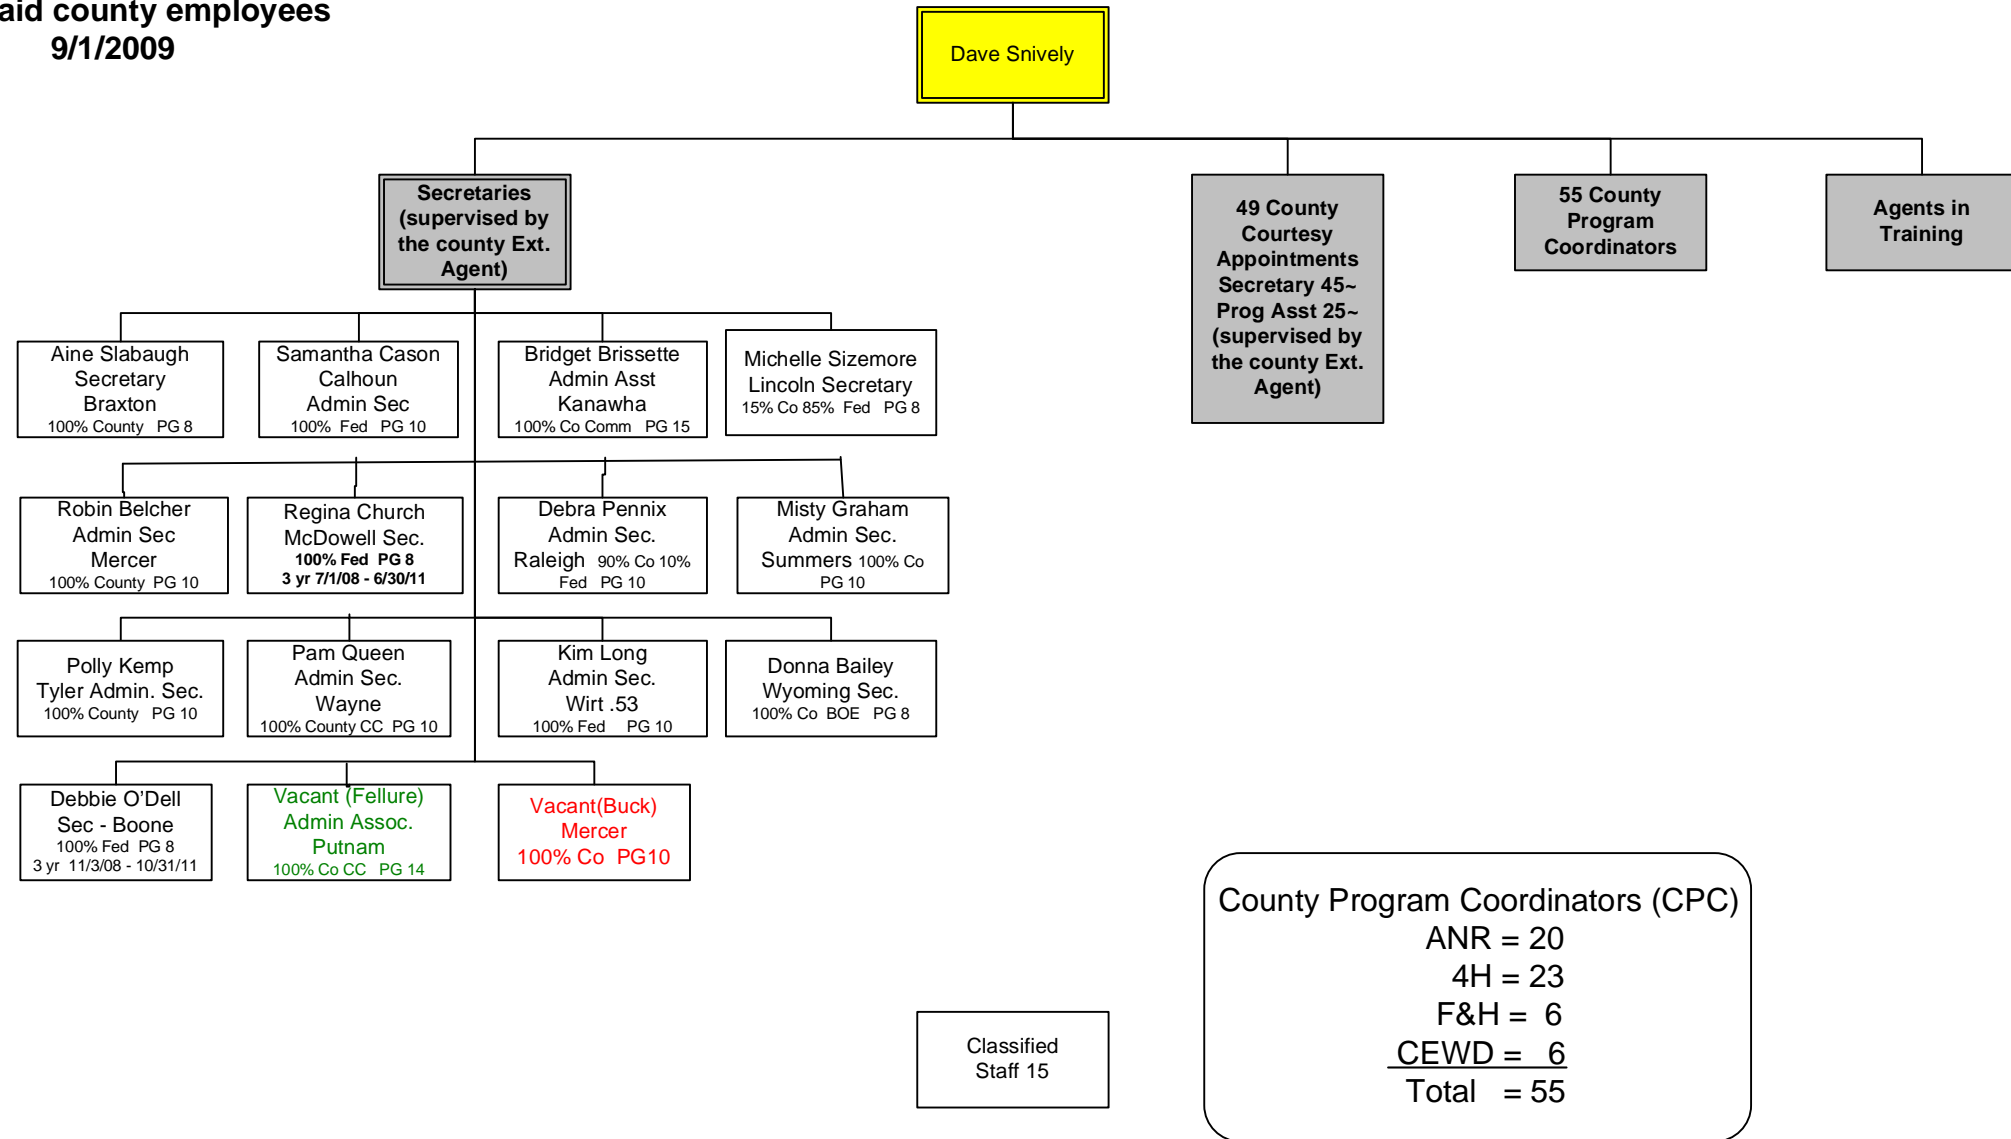 county employees
9/1/2009
Dave Snively
Secretaries
(supervised by
the county Ext.
Agent)
49 County
Courtesy
Appointments
Secretary 45~
Prog Asst 25~
(supervised by
the county Ext.
Agent)
55 County
Program
Coordinators
Agents in
Training
Aine Slabaugh
Secretary
Braxton
100% County PG 8
Samantha Cason
Calhoun
Admin Sec
100% Fed PG 10
Bridget Brissette
Admin Asst
Kanawha
100% Co Comm PG 15
Michelle Sizemore
Lincoln Secretary
15% Co 85% Fed PG 8
Robin Belcher
Admin Sec
Mercer
100% County PG 10
Regina Church
McDowell Sec.
100% Fed PG 8
3 yr 7/1/08 - 6/30/11
Debra Pennix
Admin Sec.
Raleigh 90% Co 10%
Fed PG 10
Misty Graham
Admin Sec.
Summers 100% Co
PG 10
Polly Kemp
Tyler Admin. Sec.
100% County PG 10
Pam Queen
Admin Sec.
Wayne
100% County CC PG 10
Kim Long
Admin Sec.
Wirt .53
100% Fed PG 10
Donna Bailey
Wyoming Sec.
100% Co BOE PG 8
Debbie O'Dell
Sec - Boone
100% Fed PG 8
3 yr 11/3/08 - 10/31/11
Vacant (Fellure)
Admin Assoc.
Putnam
100% Co CC PG 14
Vacant(Buck)
Mercer
100% Co PG10
Classified
Staff 15
County Program Coordinators (CPC)
ANR = 20
4H = 23
F&H = 6
CEWD = 6
Total = 55